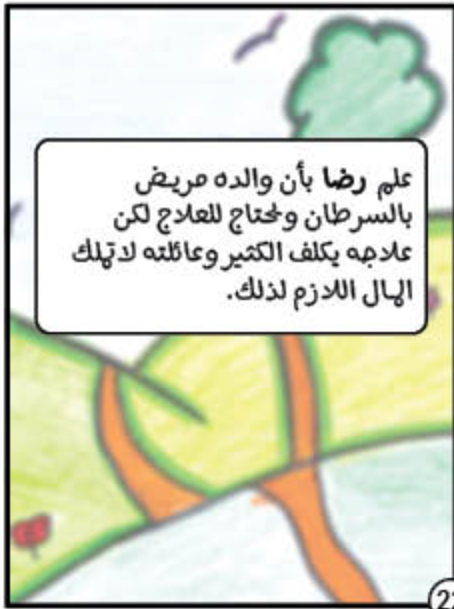 علم رضا بأن والده مريض
بالسرطان ويحتاج للعلاج لكن
علاجه يكلف الكثير وعائلته لا تملك
المال اللازم لذلك.